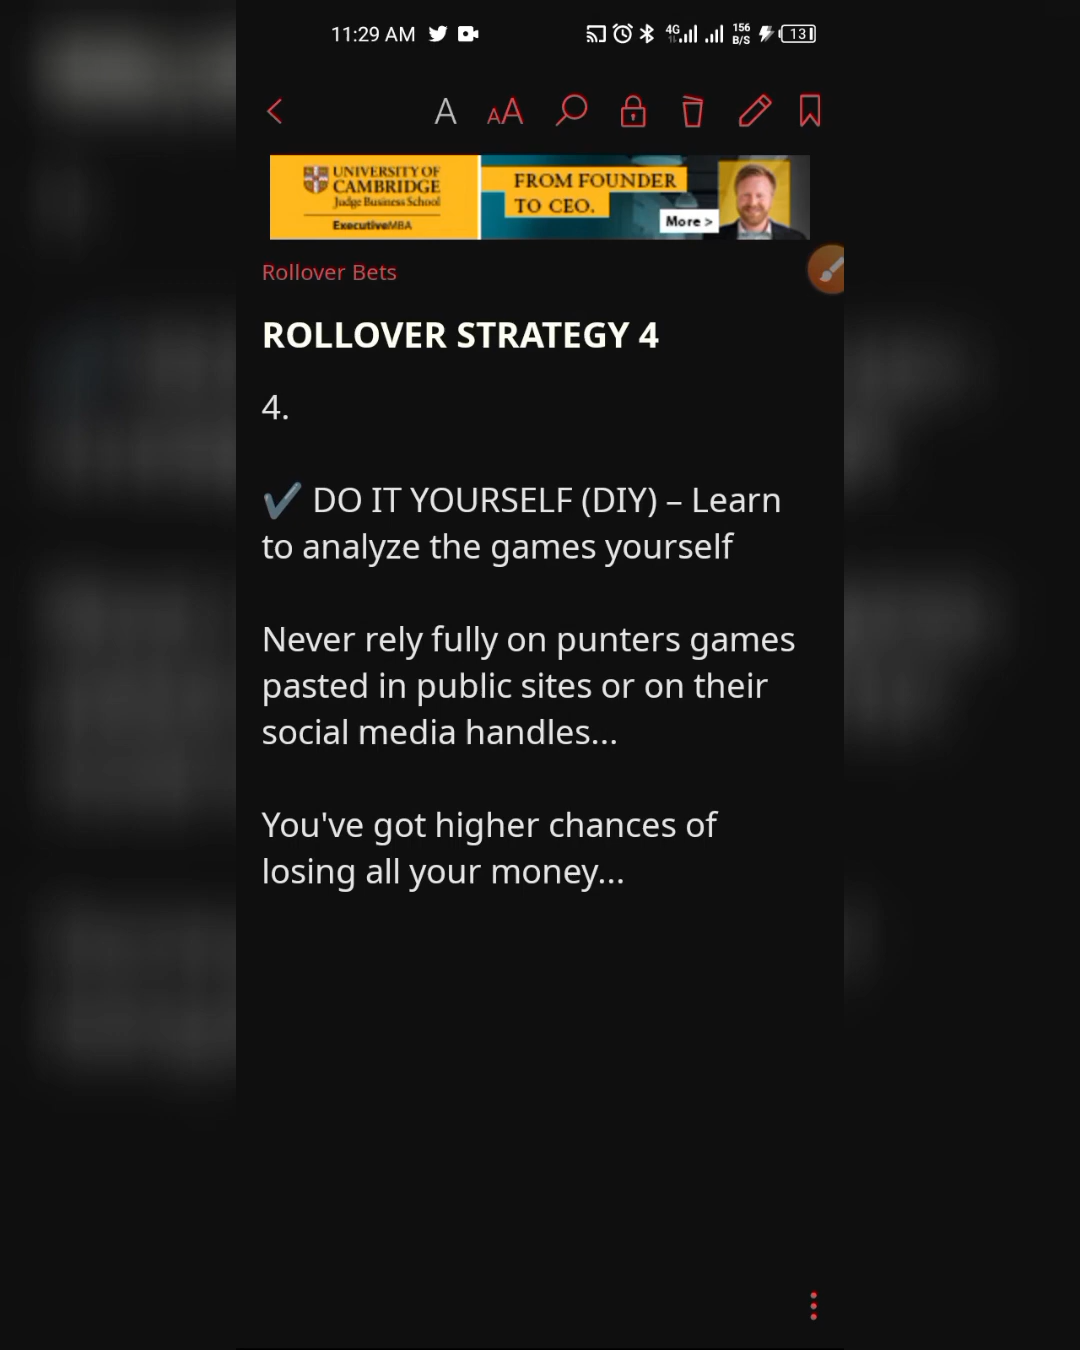 11:29 AM
4G
156
B/S
13
A
AA
UNIVERSITY OF
CAMBRIDGE
Judge Business School
ExecutiveMBA
FROM FOUNDER
TO CEO.
More >
Rollover Bets
ROLLOVER STRATEGY 4
4.
✔ DO IT YOURSELF (DIY) – Learn
to analyze the games yourself
Never rely fully on punters games
pasted in public sites or on their
social media handles...
You've got higher chances of
losing all your money...